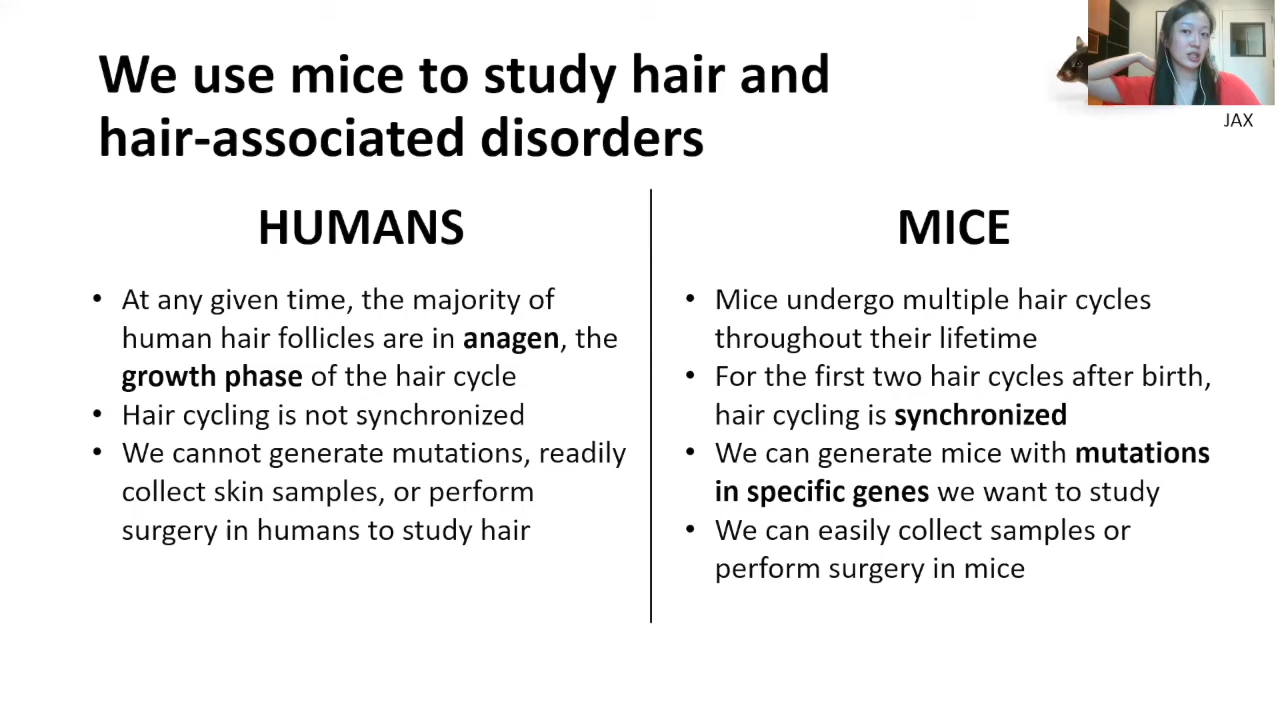 We use mice to study hair and
hair-associated disorders
JAX
HUMANS
• At any given time, the majority of
human hair follicles are in anagen, the
growth phase of the hair cycle
• Hair cycling is not synchronized
• We cannot generate mutations, readily
collect skin samples, or perform
surgery in humans to study hair
MICE
• Mice undergo multiple hair cycles
throughout their lifetime
• For the first two hair cycles after birth,
hair cycling is synchronized
• We can generate mice with mutations
in specific genes we want to study
• We can easily collect samples or
perform surgery in mice